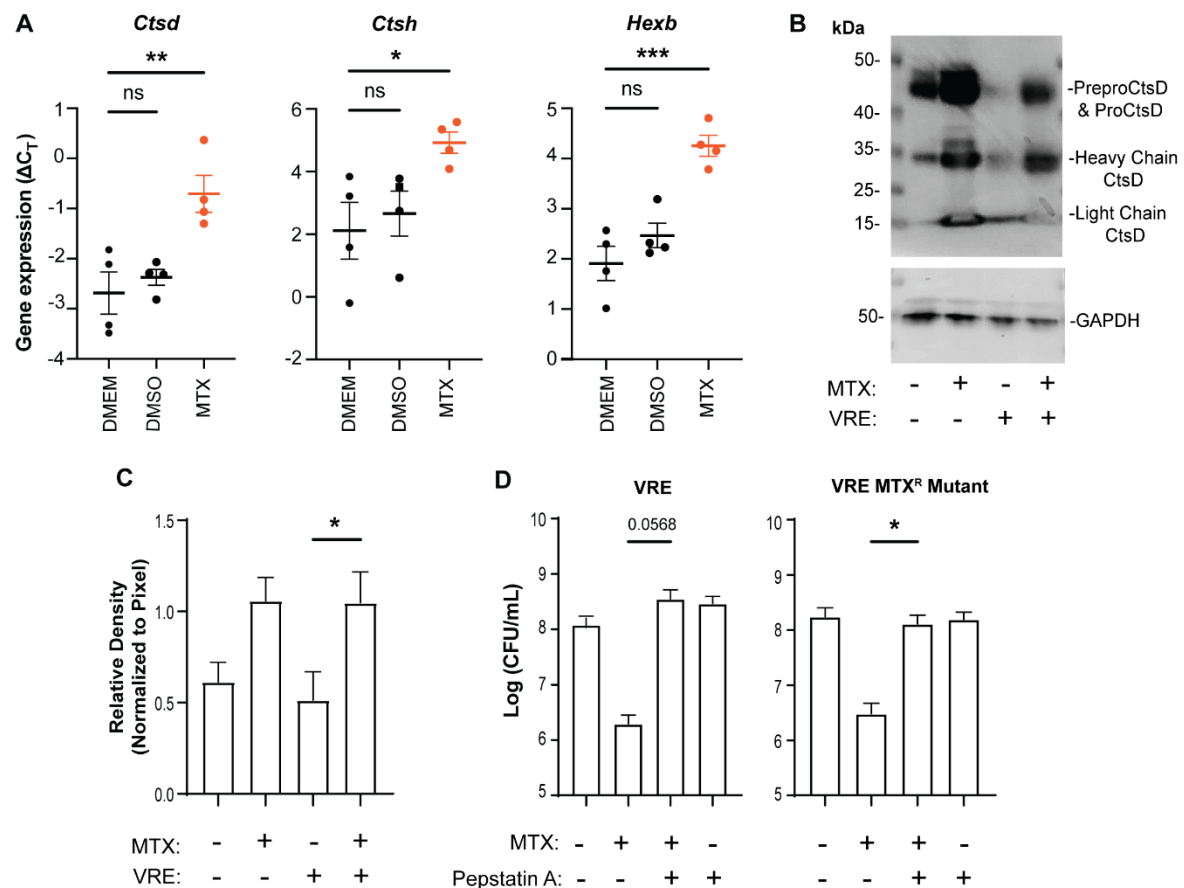 A
Ctsd
Ctsh
Hexb
**
*
***
ns
ns
ns
Gene expression (ΔCT)
1
0
-1
-2
-3
-4
6
4
2
0
-2
5
4
3
2
1
0
DMEM
DMSO
MTX
DMEM
DMSO
MTX
DMEM
DMSO
MTX
B
kDa
50-
40-
35-
25-
15-
-PreproCtsD
& ProCtsD
-Heavy Chain
CtsD
-Light Chain
CtsD
50-
-GAPDH
MTX: - + - +
VRE: - - + +
C
*
Relative Density
(Normalized to Pixel)
1.5
1.0
0.5
0.0
MTX: - + - +
VRE: - - + +
D
VRE
VRE MTXR Mutant
0.0568
*
Log (CFU/mL)
10
9
8
7
6
5
10
9
8
7
6
5
MTX: - + + - - + + -
Pepstatin A: - - + + - - + +